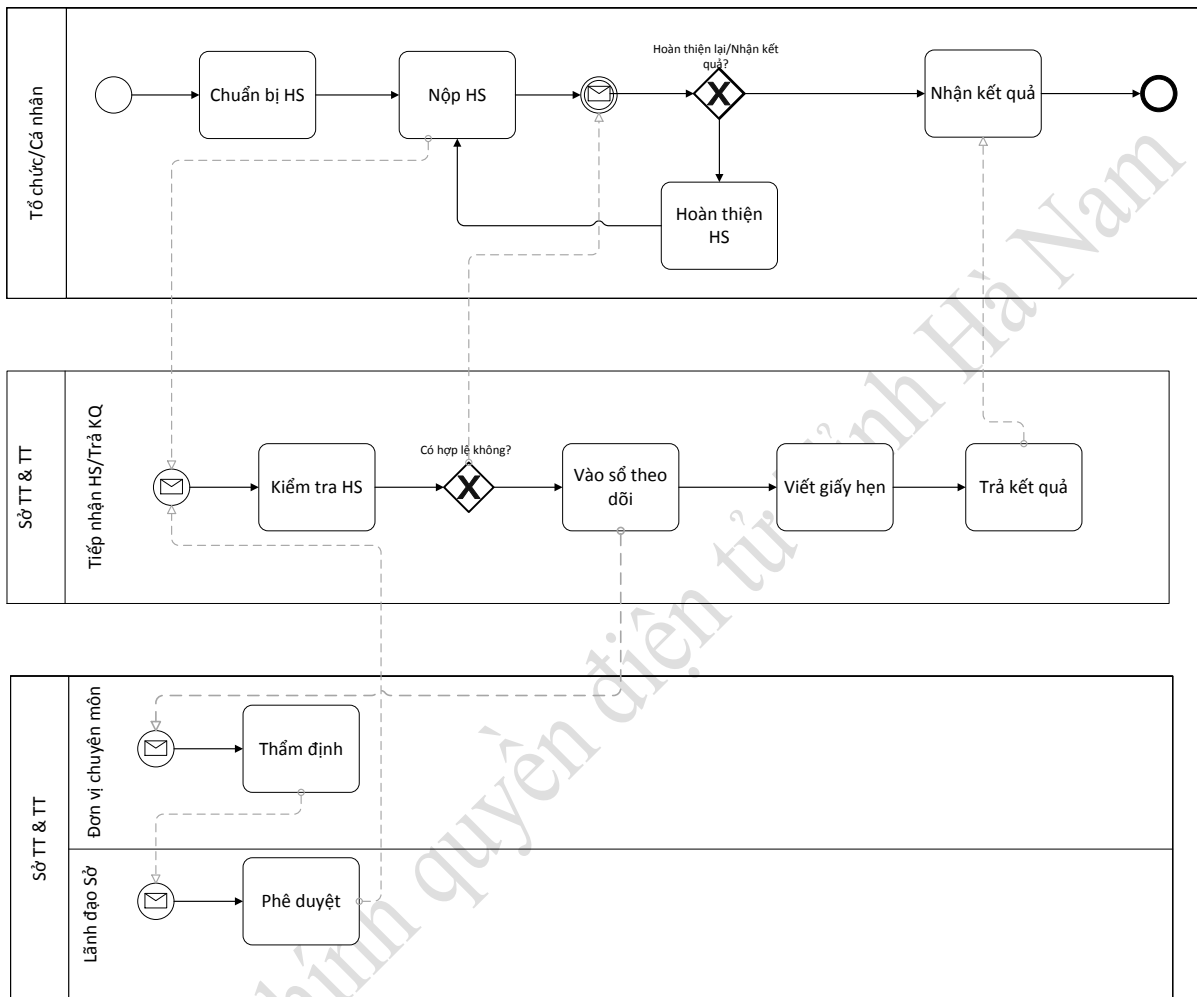 Tổ chức/Cá nhân
Chuẩn bị HS
Nộp HS
Hoàn thiện lại/Nhận kết
quả?
Nhận kết quả
Hoàn thiện
HS
Sở TT & TT
Tiếp nhận HS/Trả KQ
Kiểm tra HS
Có hợp lệ không?
Vào sổ theo
dõi
Viết giấy hẹn
Trả kết quả
Sở TT & TT
Đơn vị chuyên môn
Thẩm định
Lãnh đạo Sở
Phê duyệt
quyền điện tử tỉnh Hà Nam